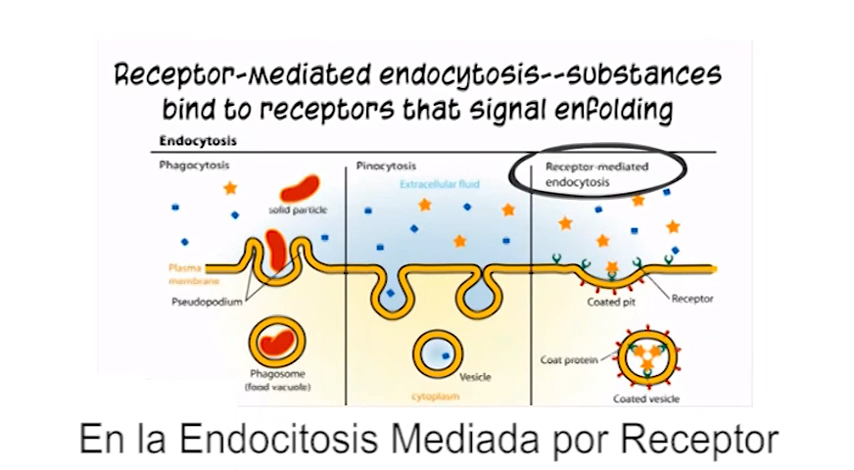 Receptor-mediated endocytosis--substances
bind to receptors that signal enfolding
Endocytosis
Phagocytosis
Pinocytosis
Receptor-mediated
endocytosis
Extracellular fluid
solid particle
Plasma
membrane
Pseudopodium
Coated pit
Receptor
Phagosome
(food vacuole)
Vesicle
Coat protein
cytoplasm
Coated vesicle
En la Endocitosis Mediada por Receptor